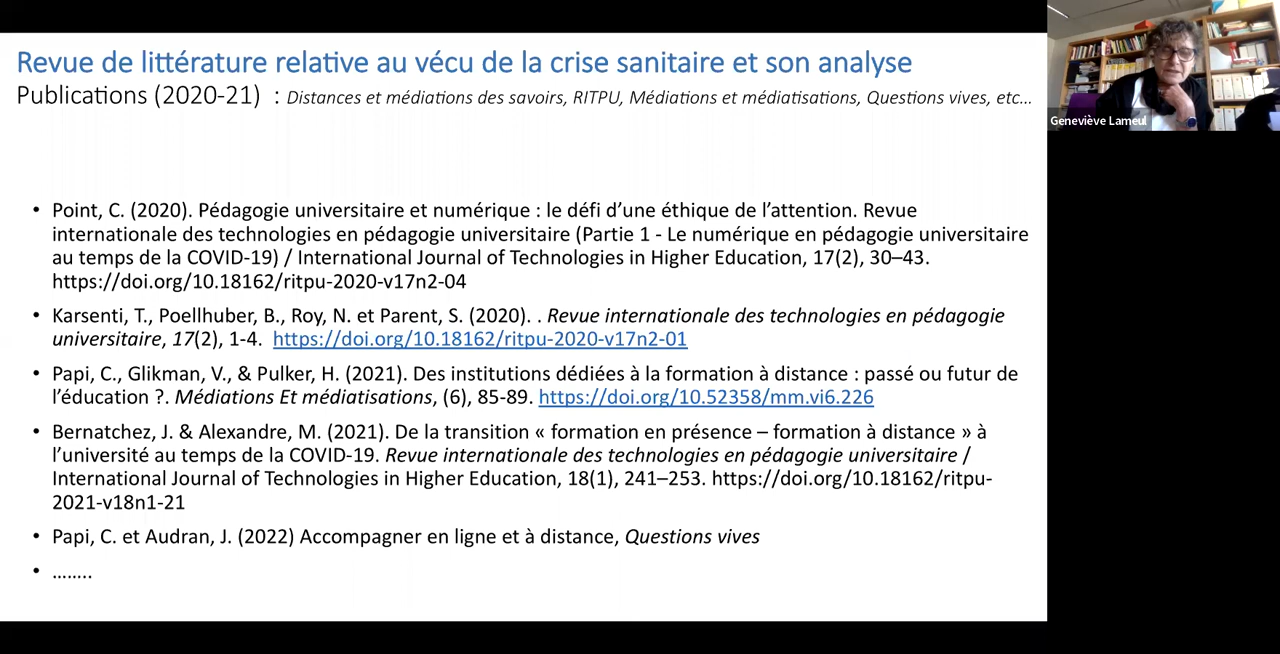 Revue de littérature relative au vécu de la crise sanitaire et son analyse
Publications (2020-21) : Distances et médiations des savoirs, RITPU, Médiations et médiatisations, Questions vives, etc...
Geneviève Lameul
• Point, C. (2020). Pédagogie universitaire et numérique : le défi d’une éthique de l’attention. Revue
internationale des technologies en pédagogie universitaire (Partie 1 - Le numérique en pédagogie universitaire
au temps de la COVID-19) / International Journal of Technologies in Higher Education, 17(2), 30–43.
https://doi.org/10.18162/ritpu-2020-v17n2-04
• Karsenti, T., Poellhuber, B., Roy, N. et Parent, S. (2020). . Revue internationale des technologies en pédagogie
universitaire, 17(2), 1-4. https://doi.org/10.18162/ritpu-2020-v17n2-01
• Papi, C., Glikman, V., & Pulker, H. (2021). Des institutions dédiées à la formation à distance : passé ou futur de
l’éducation ?. Médiations Et médiatisations, (6), 85-89. https://doi.org/10.52358/mm.vi6.226
• Bernatchez, J. & Alexandre, M. (2021). De la transition « formation en présence – formation à distance » à
l’université au temps de la COVID-19. Revue internationale des technologies en pédagogie universitaire /
International Journal of Technologies in Higher Education, 18(1), 241–253. https://doi.org/10.18162/ritpu-
2021-v18n1-21
• Papi, C. et Audran, J. (2022) Accompagner en ligne et à distance, Questions vives
• ........